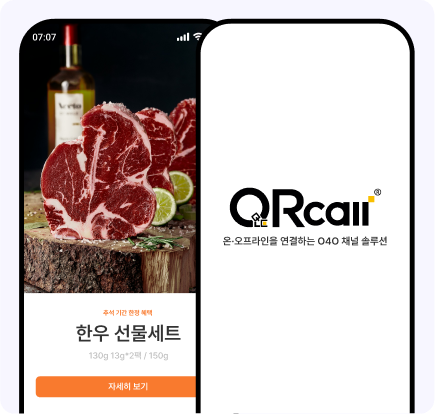 07:07
추석 기간 한정 혜택
한우 선물세트
130g 13g*2팩 / 150g
자세히 보기
QRcall®
온·오프라인을 연결하는 O4O 채널 솔루션